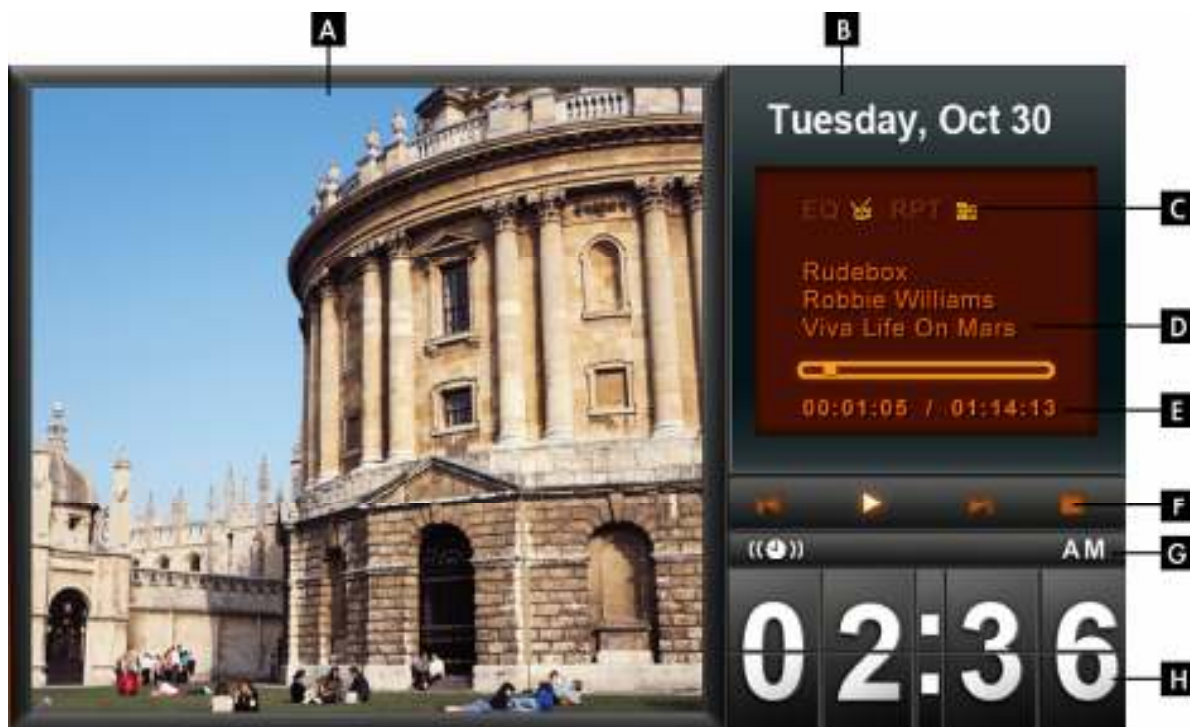 A
B
Tuesday, Oct 30
EQ RPT
C
Rudebox
Robbie Williams
Viva Life On Mars
D
00:01:05 / 01:14:13
E
F
AM
G
02:36
H